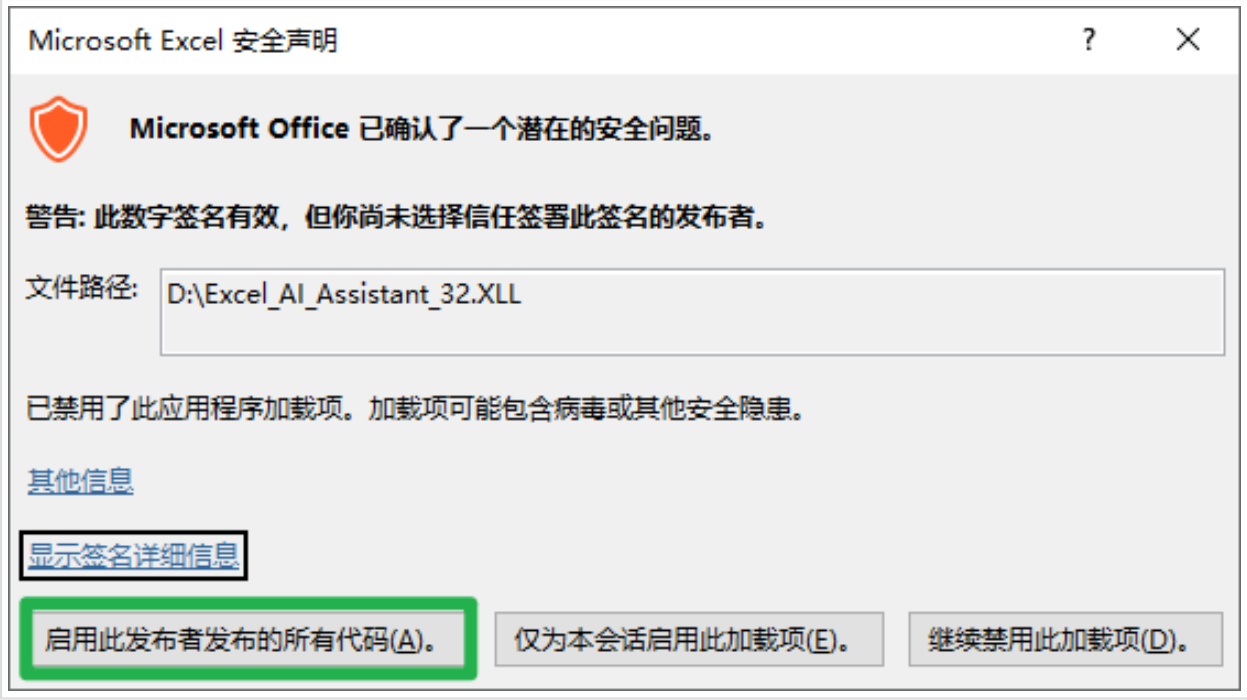 Microsoft Excel 安全声明
?
Microsoft Office 已确认了一个潜在的安全问题。
警告: 此数字签名有效，但你尚未选择信任签署此签名的发布者。
文件路径: D:\Excel_AI_Assistant_32.XLL
已禁用了此应用程序加载项。加载项可能包含病毒或其他安全隐患。
其他信息
显示签名详细信息
启用此发布者发布的所有代码(A)。 仅为本会话启用此加载项(E)。 继续禁用此加载项(D)。